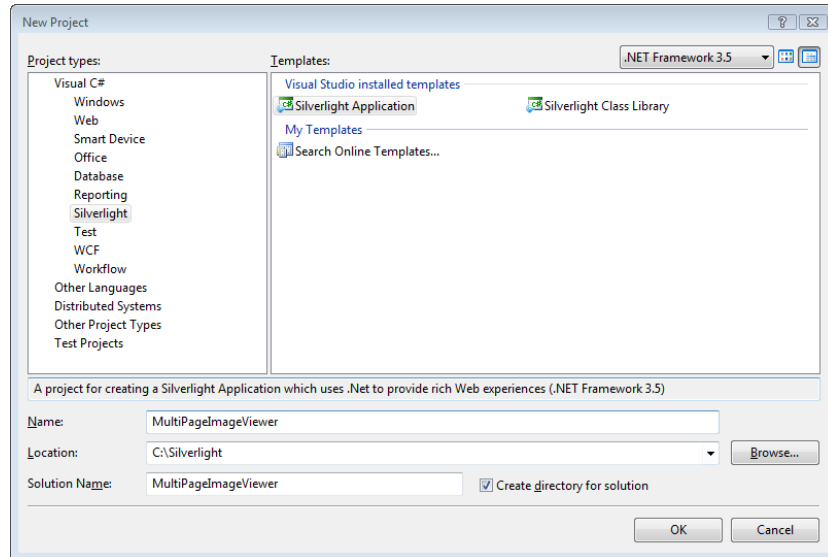 New Project
Project types:
Templates:
.NET Framework 3.5
Visual C#
Windows
Web
Smart Device
Office
Database
Reporting
Silverlight
Test
WCF
Workflow
Other Languages
Distributed Systems
Other Project Types
Test Projects
Visual Studio installed templates
Silverlight Application
Silverlight Class Library
My Templates
Search Online Templates...
A project for creating a Silverlight Application which uses .Net to provide rich Web experiences (.NET Framework 3.5)
Name:
MultiPageImageViewer
Location:
C:\Silverlight
Browse...
Solution Name:
MultiPageImageViewer
Create directory for solution
OK
Cancel